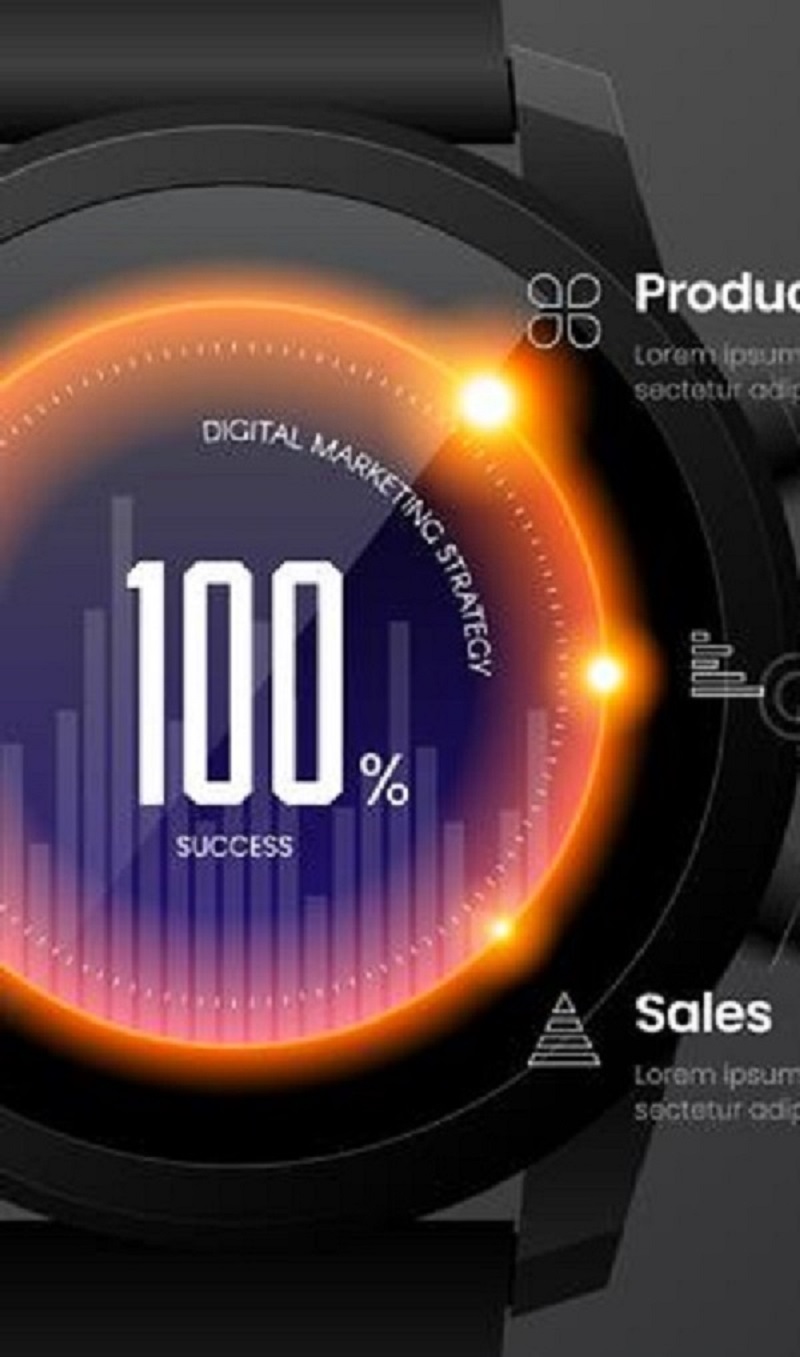 Produc
Lorem ipsum
sectetur adip
DIGITAL MARKETING STRATEGY
100%
SUCCESS
Sales
Lorem ipsum
sectetur adip